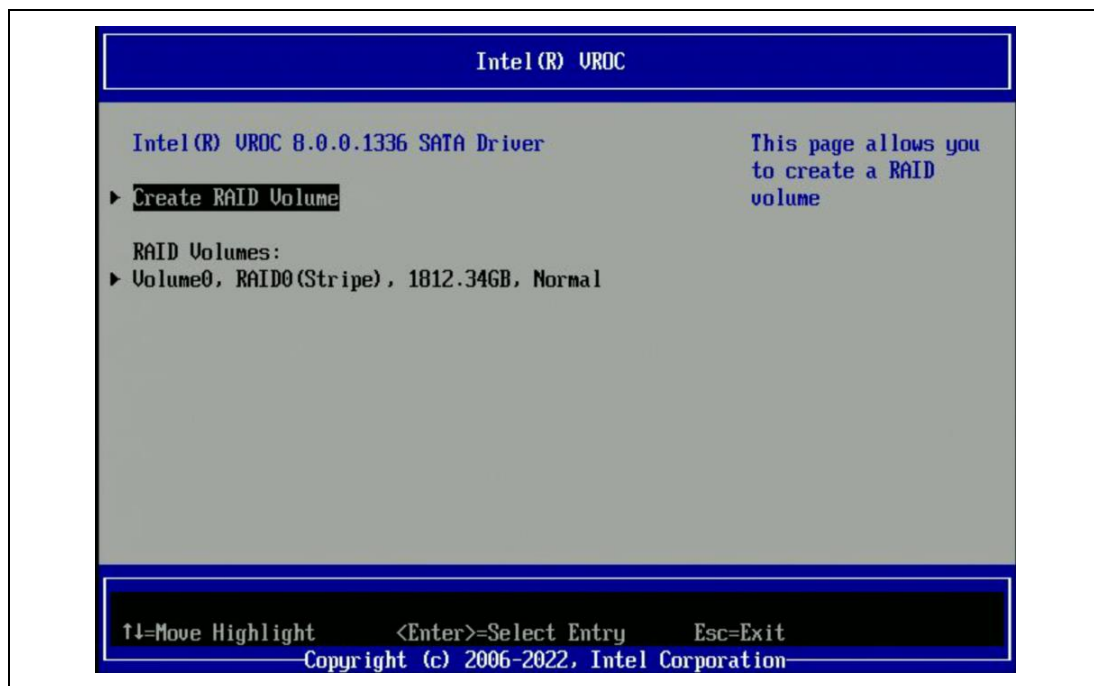 Intel(R) VROC
Intel(R) VROC 8.0.0.1336 SATA Driver
This page allows you
to create a RAID
volume
▶ Create RAID Volume
RAID Volumes:
▶ Volume0, RAID0(Stripe), 1812.34GB, Normal
↑↓=Move Highlight <Enter>=Select Entry Esc=Exit
Copyright (c) 2006-2022, Intel Corporation